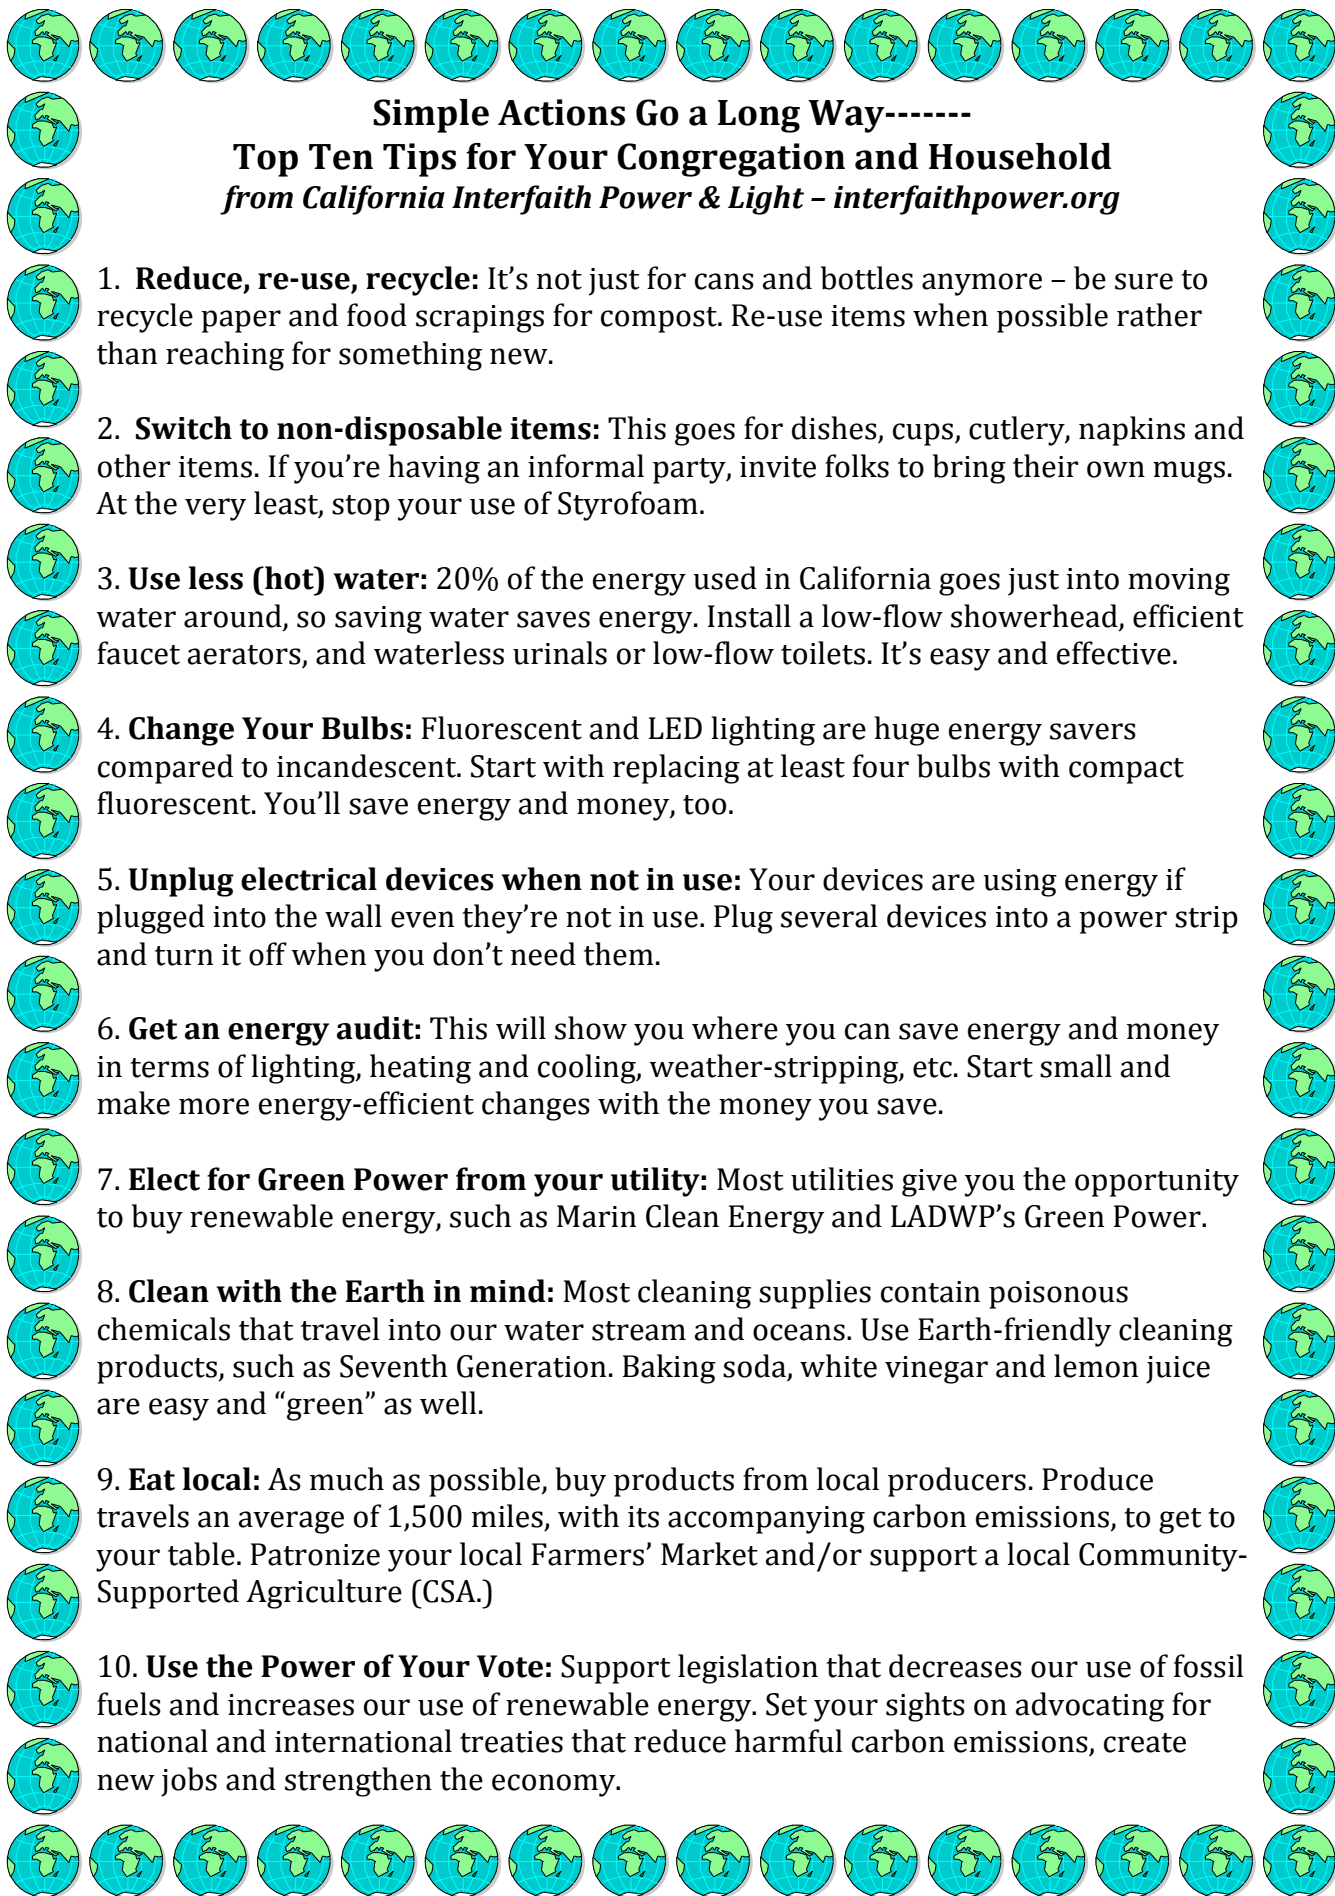 Simple Actions Go a Long Way-------
Top Ten Tips for Your Congregation and Household
from California Interfaith Power & Light – interfaithpower.org
1.  Reduce, re-use, recycle: It’s not just for cans and bottles anymore – be sure to
recycle paper and food scrapings for compost. Re-use items when possible rather
than reaching for something new.
2.  Switch to non-disposable items: This goes for dishes, cups, cutlery, napkins and
other items. If you’re having an informal party, invite folks to bring their own mugs.
At the very least, stop your use of Styrofoam.
3. Use less (hot) water: 20% of the energy used in California goes just into moving
water around, so saving water saves energy. Install a low-flow showerhead, efficient
faucet aerators, and waterless urinals or low-flow toilets. It’s easy and effective.
4. Change Your Bulbs: Fluorescent and LED lighting are huge energy savers
compared to incandescent. Start with replacing at least four bulbs with compact
fluorescent. You’ll save energy and money, too.
5. Unplug electrical devices when not in use: Your devices are using energy if
plugged into the wall even they’re not in use. Plug several devices into a power strip
and turn it off when you don’t need them.
6. Get an energy audit: This will show you where you can save energy and money
in terms of lighting, heating and cooling, weather-stripping, etc. Start small and
make more energy-efficient changes with the money you save.
7. Elect for Green Power from your utility: Most utilities give you the opportunity
to buy renewable energy, such as Marin Clean Energy and LADWP’s Green Power.
8. Clean with the Earth in mind: Most cleaning supplies contain poisonous
chemicals that travel into our water stream and oceans. Use Earth-friendly cleaning
products, such as Seventh Generation. Baking soda, white vinegar and lemon juice
are easy and “green” as well.
9. Eat local: As much as possible, buy products from local producers. Produce
travels an average of 1,500 miles, with its accompanying carbon emissions, to get to
your table. Patronize your local Farmers’ Market and/or support a local Community-
Supported Agriculture (CSA.)
10. Use the Power of Your Vote: Support legislation that decreases our use of fossil
fuels and increases our use of renewable energy. Set your sights on advocating for
national and international treaties that reduce harmful carbon emissions, create
new jobs and strengthen the economy.